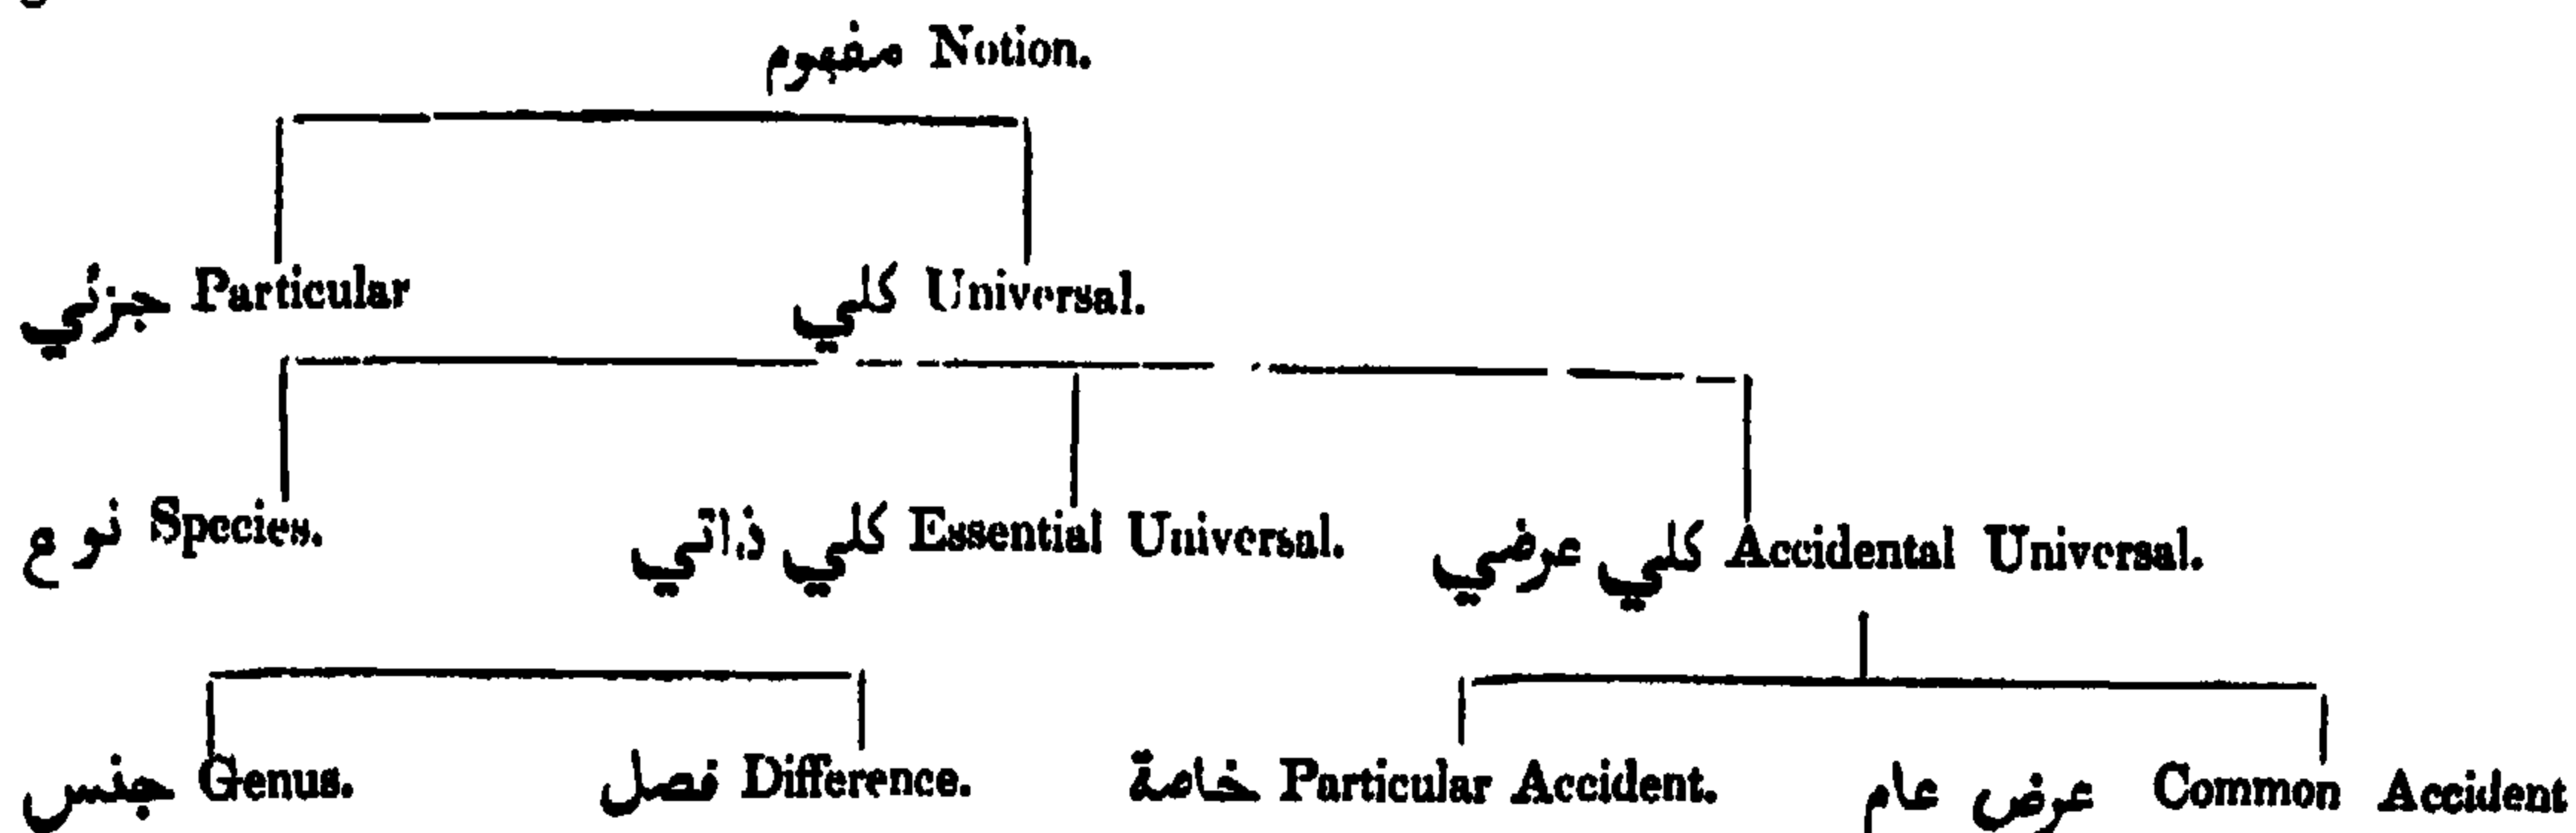 مفهوم Notion.
جزئي Particular كلي Universal.
نوع Species. كلي ذاتي Essential Universal. كلي عرضي Accidental Universal.
جنس Genus. فصل Difference. خاصة Particular Accident. عرض عام Common Accident